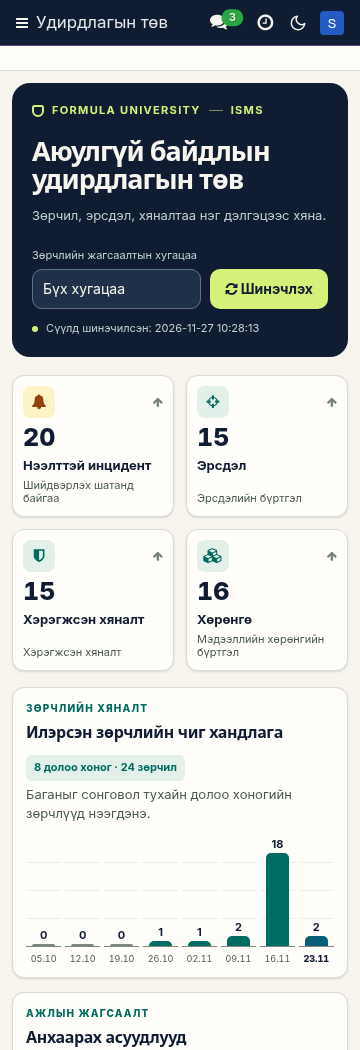 Удирдлагын төв
3
S
FORMULA UNIVERSITY — ISMS
Аюулгүй байдлын
удирдлагын төв
Зөрчил, эрсдэл, хяналтаа нэг дэлгэцээс хяна.
Зөрчлийн жагсаалтын хугацаа
Бүх хугацаа
Шинэчлэх
Сүүлд шинэчилсэн: 2026-11-27 10:28:13
20
Нээлттэй инцидент
Шийдвэрлэх шатанд
байгаа
15
Эрсдэл
Эрсдэлийн бүртгэл
15
Хэрэгжсэн хяналт
Хэрэгжсэн хяналт
16
Хөрөнгө
Мэдээллийн хөрөнгийн
бүртгэл
ЗӨРЧЛИЙН ХЯНАЛТ
Илэрсэн зөрчлийн чиг хандлага
8 долоо хоног · 24 зөрчил
Баганыг сонговол тухайн долоо хоногийн
зөрчлүүд нээгдэнэ.
0 0 0 1 1 2 18 2
05.10 12.10 19.10 26.10 02.11 09.11 16.11 23.11
АЖЛЫН ЖАГСААЛТ
Анхаарах асуудлууд